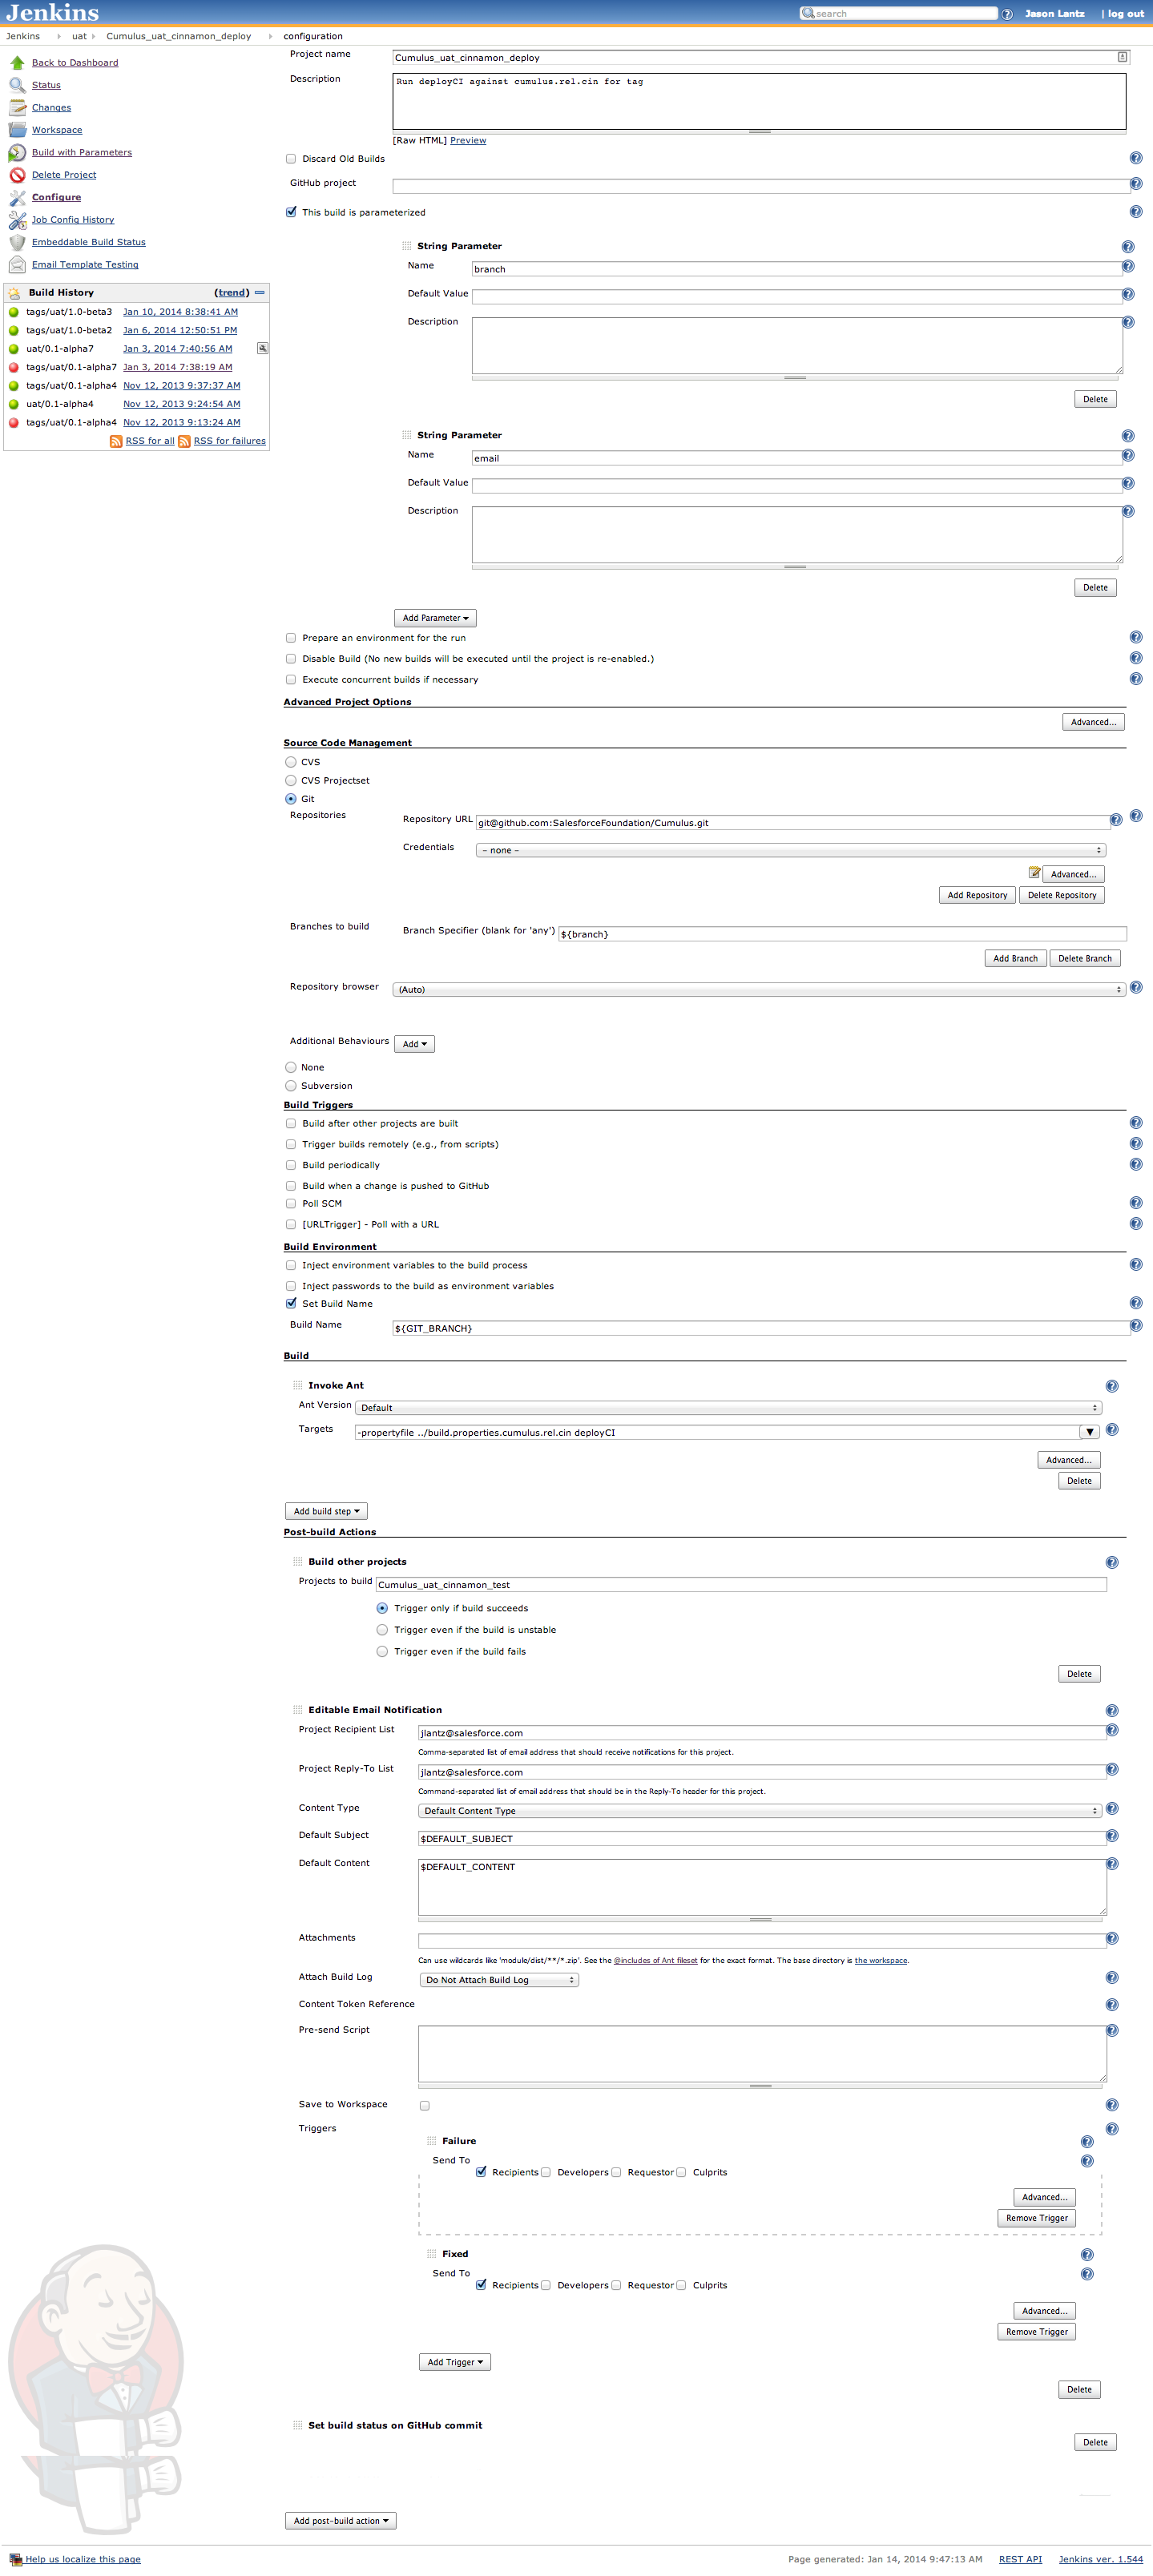 Jenkins
search
Jason Lantz | log out
Jenkins uat Cumulus_uat_cinnamon_deploy configuration
Back to Dashboard
Status
Changes
Workspace
Build with Parameters
Delete Project
Configure
Job Config History
Embeddable Build Status
Email Template Testing
Build History (trend)
tags/uat/1.0-beta3 Jan 10, 2014 8:38:41 AM
tags/uat/1.0-beta2 Jan 6, 2014 12:50:51 PM
uat/0.1-alpha7 Jan 3, 2014 7:40:56 AM
tags/uat/0.1-alpha7 Jan 3, 2014 7:38:19 AM
tags/uat/0.1-alpha4 Nov 12, 2013 9:37:37 AM
uat/0.1-alpha4 Nov 12, 2013 9:24:54 AM
tags/uat/0.1-alpha4 Nov 12, 2013 9:13:24 AM
RSS for all RSS for failures
Project name Cumulus_uat_cinnamon_deploy
Description Run deployCI against cumulus.rel.cin for tag
[Raw HTML] Preview
Discard Old Builds
GitHub project
This build is parameterized
String Parameter
Name branch
Default Value
Description
Delete
String Parameter
Name email
Default Value
Description
Delete
Add Parameter
Prepare an environment for the run
Disable Build (No new builds will be executed until the project is re-enabled.)
Execute concurrent builds if necessary
Advanced Project Options
Advanced...
Source Code Management
CVS
CVS Projectset
Git
Repositories Repository URL git@github.com:SalesforceFoundation/Cumulus.git
Credentials - none -
Advanced...
Add Repository Delete Repository
Branches to build Branch Specifier (blank for 'any') ${branch}
Add Branch Delete Branch
Repository browser (Auto)
Additional Behaviours Add
None
Subversion
Build Triggers
Build after other projects are built
Trigger builds remotely (e.g., from scripts)
Build periodically
Build when a change is pushed to GitHub
Poll SCM
[URLTrigger] - Poll with a URL
Build Environment
Inject environment variables to the build process
Inject passwords to the build as environment variables
Set Build Name
Build Name ${GIT_BRANCH}
Build
Invoke Ant
Ant Version Default
Targets -propertyfile ../build.properties.cumulus.rel.cin deployCI
Advanced...
Delete
Add build step
Post-build Actions
Build other projects
Projects to build Cumulus_uat_cinnamon_test
Trigger only if build succeeds
Trigger even if the build is unstable
Trigger even if the build fails
Delete
Editable Email Notification
Project Recipient List jlantz@salesforce.com
Comma-separated list of email address that should receive notifications for this project.
Project Reply-To List jlantz@salesforce.com
Command-separated list of email address that should be in the Reply-To header for this project.
Content Type Default Content Type
Default Subject $DEFAULT_SUBJECT
Default Content $DEFAULT_CONTENT
Attachments
Can use wildcards like 'module/dist/**/*.zip'. See the @includes of Ant fileset for the exact format. The base directory is the workspace.
Attach Build Log Do Not Attach Build Log
Content Token Reference
Pre-send Script
Save to Workspace
Triggers
Failure
Send To
Recipients Developers Requestor Culprits
Advanced...
Remove Trigger
Fixed
Send To
Recipients Developers Requestor Culprits
Advanced...
Remove Trigger
Add Trigger
Delete
Set build status on GitHub commit
Delete
Add post-build action
Help us localize this page Page generated: Jan 14, 2014 9:47:13 AM REST API Jenkins ver. 1.544